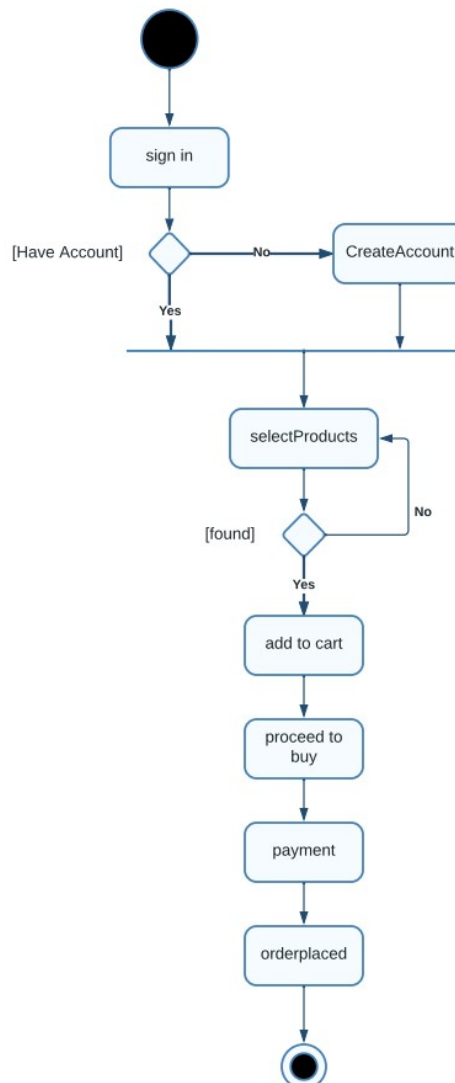 sign in
[Have Account]
No
CreateAccount
Yes
selectProducts
No
[found]
Yes
add to cart
proceed to
buy
payment
orderplaced